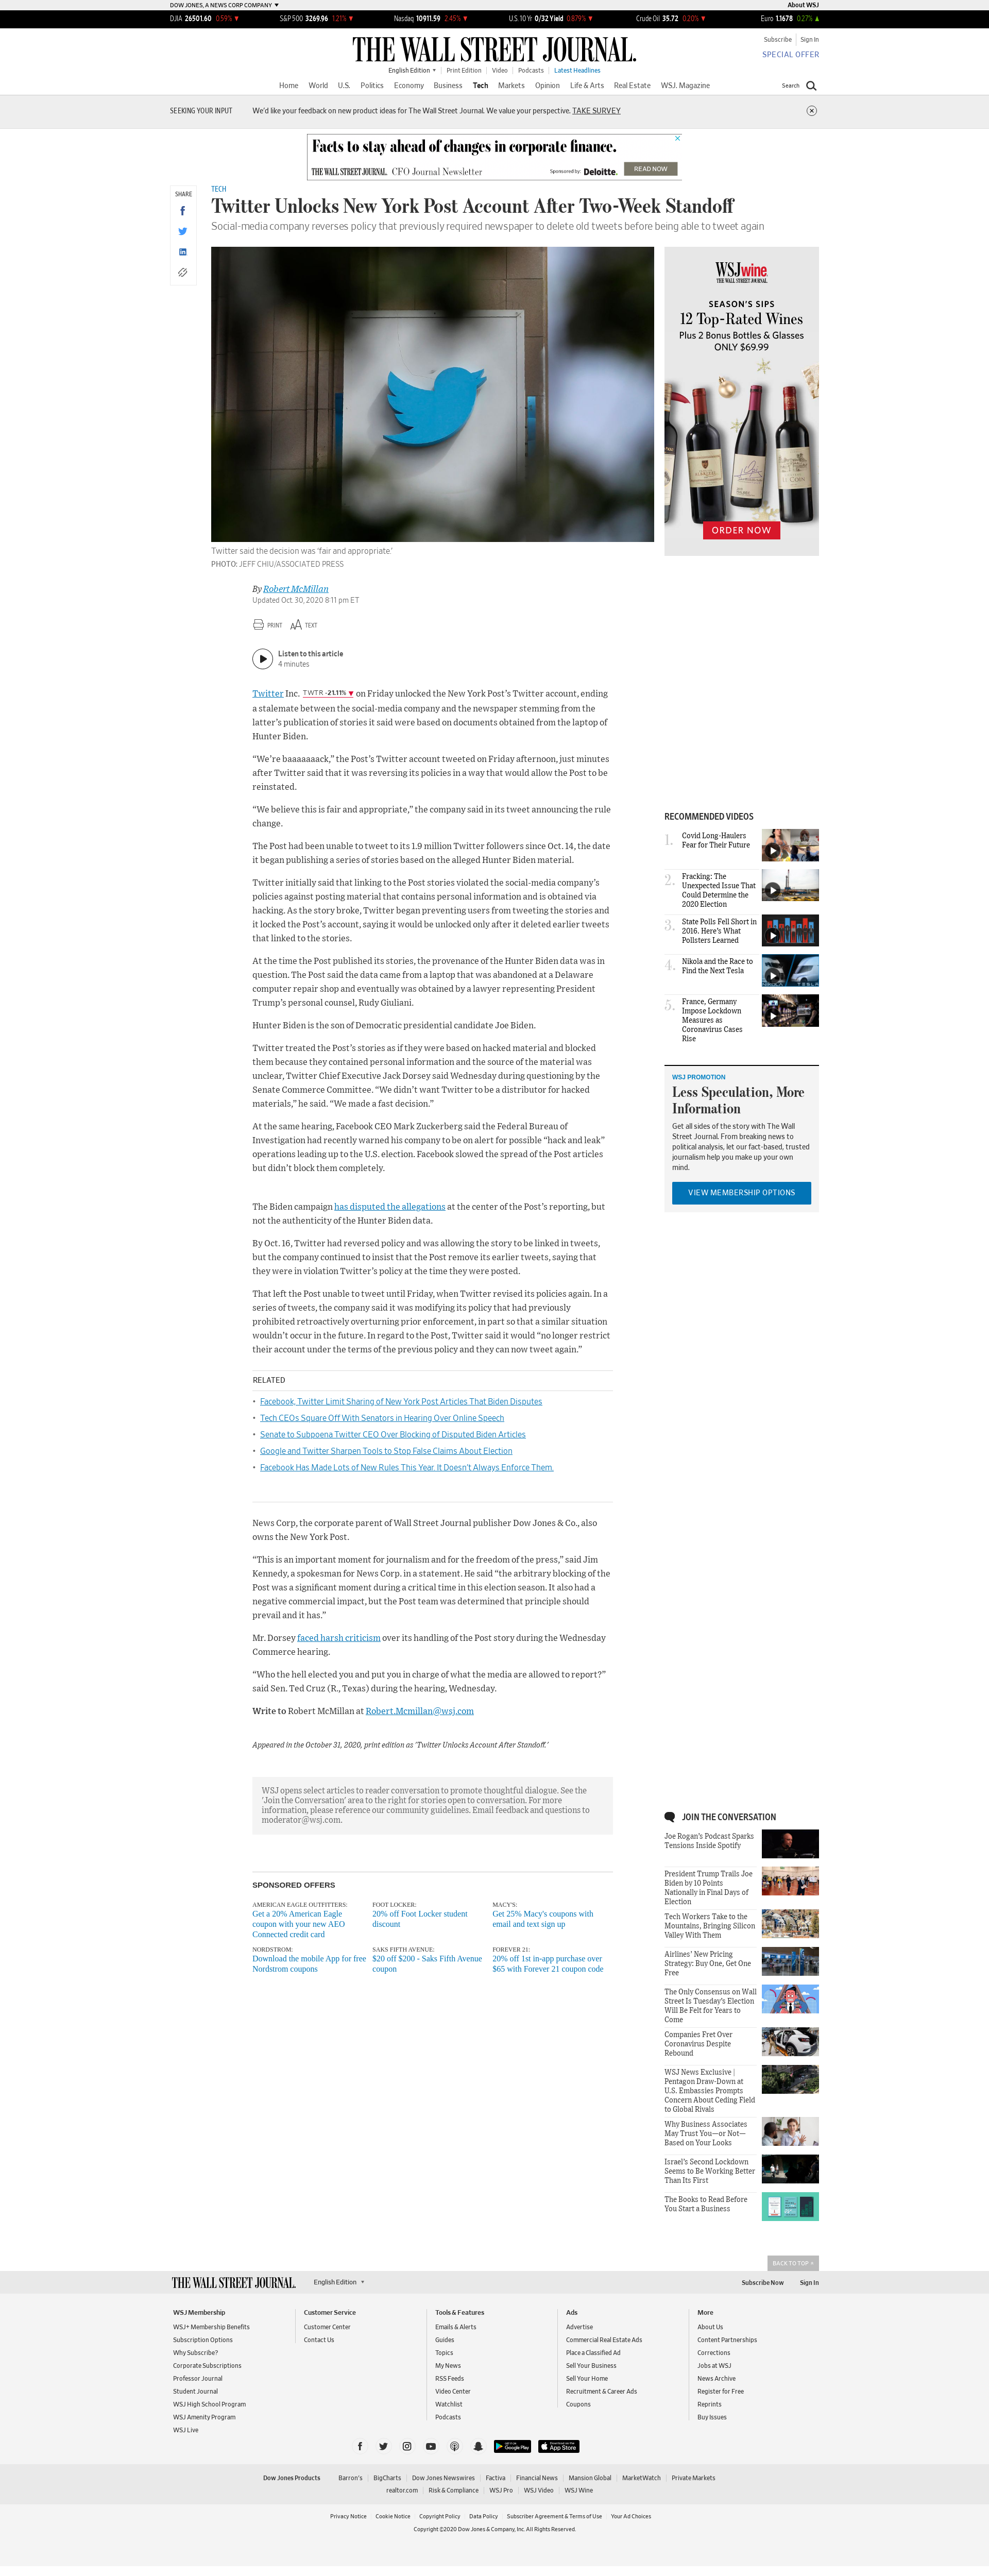 DOW JONES, A NEWS CORP COMPANY
About WSJ
DJIA 26501.60 0.59% S&P 500 3269.96 1.21% Nasdaq 10911.59 2.45% U.S. 10 Yr 0/32 Yield 0.879% Crude Oil 35.72 0.20% Euro 1.1678 0.27%
THE WALL STREET JOURNAL.
Subscribe Sign In
SPECIAL OFFER
English Edition Print Edition Video Podcasts Latest Headlines
Home World U.S. Politics Economy Business Tech Markets Opinion Life & Arts Real Estate WSJ. Magazine Search
SEEKING YOUR INPUT We'd like your feedback on new product ideas for The Wall Street Journal. We value your perspective. TAKE SURVEY
Facts to stay ahead of changes in corporate finance.
THE WALL STREET JOURNAL. CFO Journal Newsletter Sponsored by: Deloitte. READ NOW
SHARE
TECH
Twitter Unlocks New York Post Account After Two-Week Standoff
Social-media company reverses policy that previously required newspaper to delete old tweets before being able to tweet again
Twitter said the decision was 'fair and appropriate.'
PHOTO: JEFF CHIU/ASSOCIATED PRESS
By Robert McMillan
Updated Oct. 30, 2020 8:11 pm ET
PRINT TEXT
Listen to this article
4 minutes
Twitter Inc. TWTR -21.11% on Friday unlocked the New York Post's Twitter account, ending
a stalemate between the social-media company and the newspaper stemming from the
latter's publication of stories it said were based on documents obtained from the laptop of
Hunter Biden.
"We're baaaaaaack," the Post's Twitter account tweeted on Friday afternoon, just minutes
after Twitter said that it was reversing its policies in a way that would allow the Post to be
reinstated.
"We believe this is fair and appropriate," the company said in its tweet announcing the rule
change.
The Post had been unable to tweet to its 1.9 million Twitter followers since Oct. 14, the date
it began publishing a series of stories based on the alleged Hunter Biden material.
Twitter initially said that linking to the Post stories violated the social-media company's
policies against posting material that contains personal information and is obtained via
hacking. As the story broke, Twitter began preventing users from tweeting the stories and
it locked the Post's account, saying it would be unlocked only after it deleted earlier tweets
that linked to the stories.
At the time the Post published its stories, the provenance of the Hunter Biden data was in
question. The Post said the data came from a laptop that was abandoned at a Delaware
computer repair shop and eventually was obtained by a lawyer representing President
Trump's personal counsel, Rudy Giuliani.
Hunter Biden is the son of Democratic presidential candidate Joe Biden.
Twitter treated the Post's stories as if they were based on hacked material and blocked
them because they contained personal information and the source of the material was
unclear, Twitter Chief Executive Jack Dorsey said Wednesday during questioning by the
Senate Commerce Committee. "We didn't want Twitter to be a distributor for hacked
materials," he said. "We made a fast decision."
At the same hearing, Facebook CEO Mark Zuckerberg said the Federal Bureau of
Investigation had recently warned his company to be on alert for possible "hack and leak"
operations leading up to the U.S. election. Facebook slowed the spread of the Post articles
but didn't block them completely.
The Biden campaign has disputed the allegations at the center of the Post's reporting, but
not the authenticity of the Hunter Biden data.
By Oct. 16, Twitter had reversed policy and was willing to allow the linked in tweets,
but the company continued to insist that the Post remove its earlier tweets, saying that
they were in violation Twitter's policy at the time they were posted.
That left the Post unable to tweet until Friday, when Twitter revised its policies again. In a
series of tweets, the company said it was modifying its policy that had previously
prohibited retroactively overturning prior enforcement, in part so that a similar situation
wouldn't occur in the future. In regard to the Post, Twitter said it would "no longer restrict
their account under the terms of the previous policy and they can now tweet again."
RELATED
• Facebook, Twitter Limit Sharing of New York Post Articles That Biden Disputes
• Tech CEOs Square Off With Senators in Hearing Over Online Speech
• Senate to Subpoena Twitter CEO Over Blocking of Disputed Biden Articles
• Google and Twitter Sharpen Tools to Stop False Claims About Election
• Facebook Has Made Lots of New Rules This Year. It Doesn't Always Enforce Them.
News Corp, the corporate parent of Wall Street Journal publisher Dow Jones & Co., also
owns the New York Post.
"This is an important moment for journalism and for the freedom of the press," said Jim
Kennedy, a spokesman for News Corp. in a statement. He said "the arbitrary blocking of the
Post was a significant moment during a critical time in this election season. It also had a
negative commercial impact, but the Post team was determined that principle should
prevail and it has."
Mr. Dorsey faced harsh criticism over its handling of the Post story during the Wednesday
Commerce hearing.
"Who the hell elected you and put you in charge of what the media are allowed to report?"
said Sen. Ted Cruz (R., Texas) during the hearing, Wednesday.
Write to Robert McMillan at Robert.Mcmillan@wsj.com
Appeared in the October 31, 2020, print edition as 'Twitter Unlocks Account After Standoff.'
WSJ opens select articles to reader conversation to promote thoughtful dialogue. See the
'Join the Conversation' area to the right for stories open to conversation. For more
information, please reference our community guidelines. Email feedback and questions to
moderator@wsj.com.
SPONSORED OFFERS
AMERICAN EAGLE OUTFITTERS:
Get a 20% American Eagle
coupon with your new AEO
Connected credit card
FOOT LOCKER:
20% off Foot Locker student
discount
MACY'S:
Get 25% Macy's coupons with
email and text sign up
NORDSTROM:
Download the mobile App for free
Nordstrom coupons
SAKS FIFTH AVENUE:
$20 off $200 - Saks Fifth Avenue
coupon
FOREVER 21:
20% off 1st in-app purchase over
$65 with Forever 21 coupon code
WSJwine
THE WALL STREET JOURNAL.
SEASON'S SIPS
12 Top-Rated Wines
Plus 2 Bonus Bottles & Glasses
ONLY $69.99
ORDER NOW
RECOMMENDED VIDEOS
1. Covid Long-Haulers
Fear for Their Future
2. Fracking: The
Unexpected Issue That
Could Determine the
2020 Election
3. State Polls Fell Short in
2016. Here's What
Pollsters Learned
4. Nikola and the Race to
Find the Next Tesla
5. France, Germany
Impose Lockdown
Measures as
Coronavirus Cases
Rise
WSJ PROMOTION
Less Speculation, More
Information
Get all sides of the story with The Wall
Street Journal. From breaking news to
political analysis, let our fact-based, trusted
journalism help you make up your own
mind.
VIEW MEMBERSHIP OPTIONS
JOIN THE CONVERSATION
Joe Rogan's Podcast Sparks
Tensions Inside Spotify
President Trump Trails Joe
Biden by 10 Points
Nationally in Final Days of
Election
Tech Workers Take to the
Mountains, Bringing Silicon
Valley With Them
Airlines' New Pricing
Strategy: Buy One, Get One
Free
The Only Consensus on Wall
Street Is Tuesday's Election
Will Be Felt for Years to
Come
Companies Fret Over
Coronavirus Despite
Rebound
WSJ News Exclusive |
Pentagon Draw-Down at
U.S. Embassies Prompts
Concern About Ceding Field
to Global Rivals
Why Business Associates
May Trust You—or Not—
Based on Your Looks
Israel's Second Lockdown
Seems to Be Working Better
Than Its First
The Books to Read Before
You Start a Business
BACK TO TOP
THE WALL STREET JOURNAL. English Edition Subscribe Now Sign In
WSJ Membership
WSJ+ Membership Benefits
Subscription Options
Why Subscribe?
Corporate Subscriptions
Professor Journal
Student Journal
WSJ High School Program
WSJ Amenity Program
WSJ Live
Customer Service
Customer Center
Contact Us
Tools & Features
Emails & Alerts
Guides
Topics
My News
RSS Feeds
Video Center
Watchlist
Podcasts
Ads
Advertise
Commercial Real Estate Ads
Place a Classified Ad
Sell Your Business
Sell Your Home
Recruitment & Career Ads
Coupons
More
About Us
Content Partnerships
Corrections
Jobs at WSJ
News Archive
Register for Free
Reprints
Buy Issues
Google Play App Store
Dow Jones Products Barron's BigCharts Dow Jones Newswires Factiva Financial News Mansion Global MarketWatch Private Markets
realtor.com Risk & Compliance WSJ Pro WSJ Video WSJ Wine
Privacy Notice Cookie Notice Copyright Policy Data Policy Subscriber Agreement & Terms of Use Your Ad Choices
Copyright ©2020 Dow Jones & Company, Inc. All Rights Reserved.